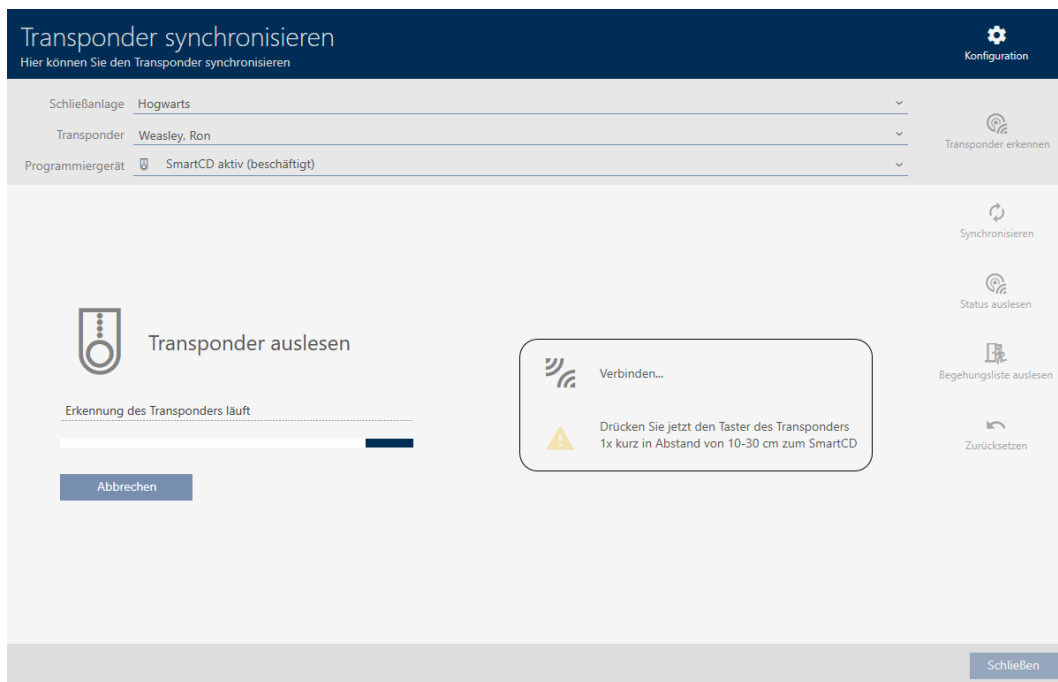 Transponder synchronisieren
Hier können Sie den Transponder synchronisieren
Konfiguration
Schließanlage Hogwarts
Transponder Weasley, Ron
Programmiergerät SmartCD aktiv (beschäftigt)
Transponder erkennen
Synchronisieren
Status auslesen
Begehungsliste auslesen
Zurücksetzen
Transponder auslesen
Erkennung des Transponders läuft
Abbrechen
Verbinden...
Drücken Sie jetzt den Taster des Transponders
1x kurz in Abstand von 10-30 cm zum SmartCD
Schließen